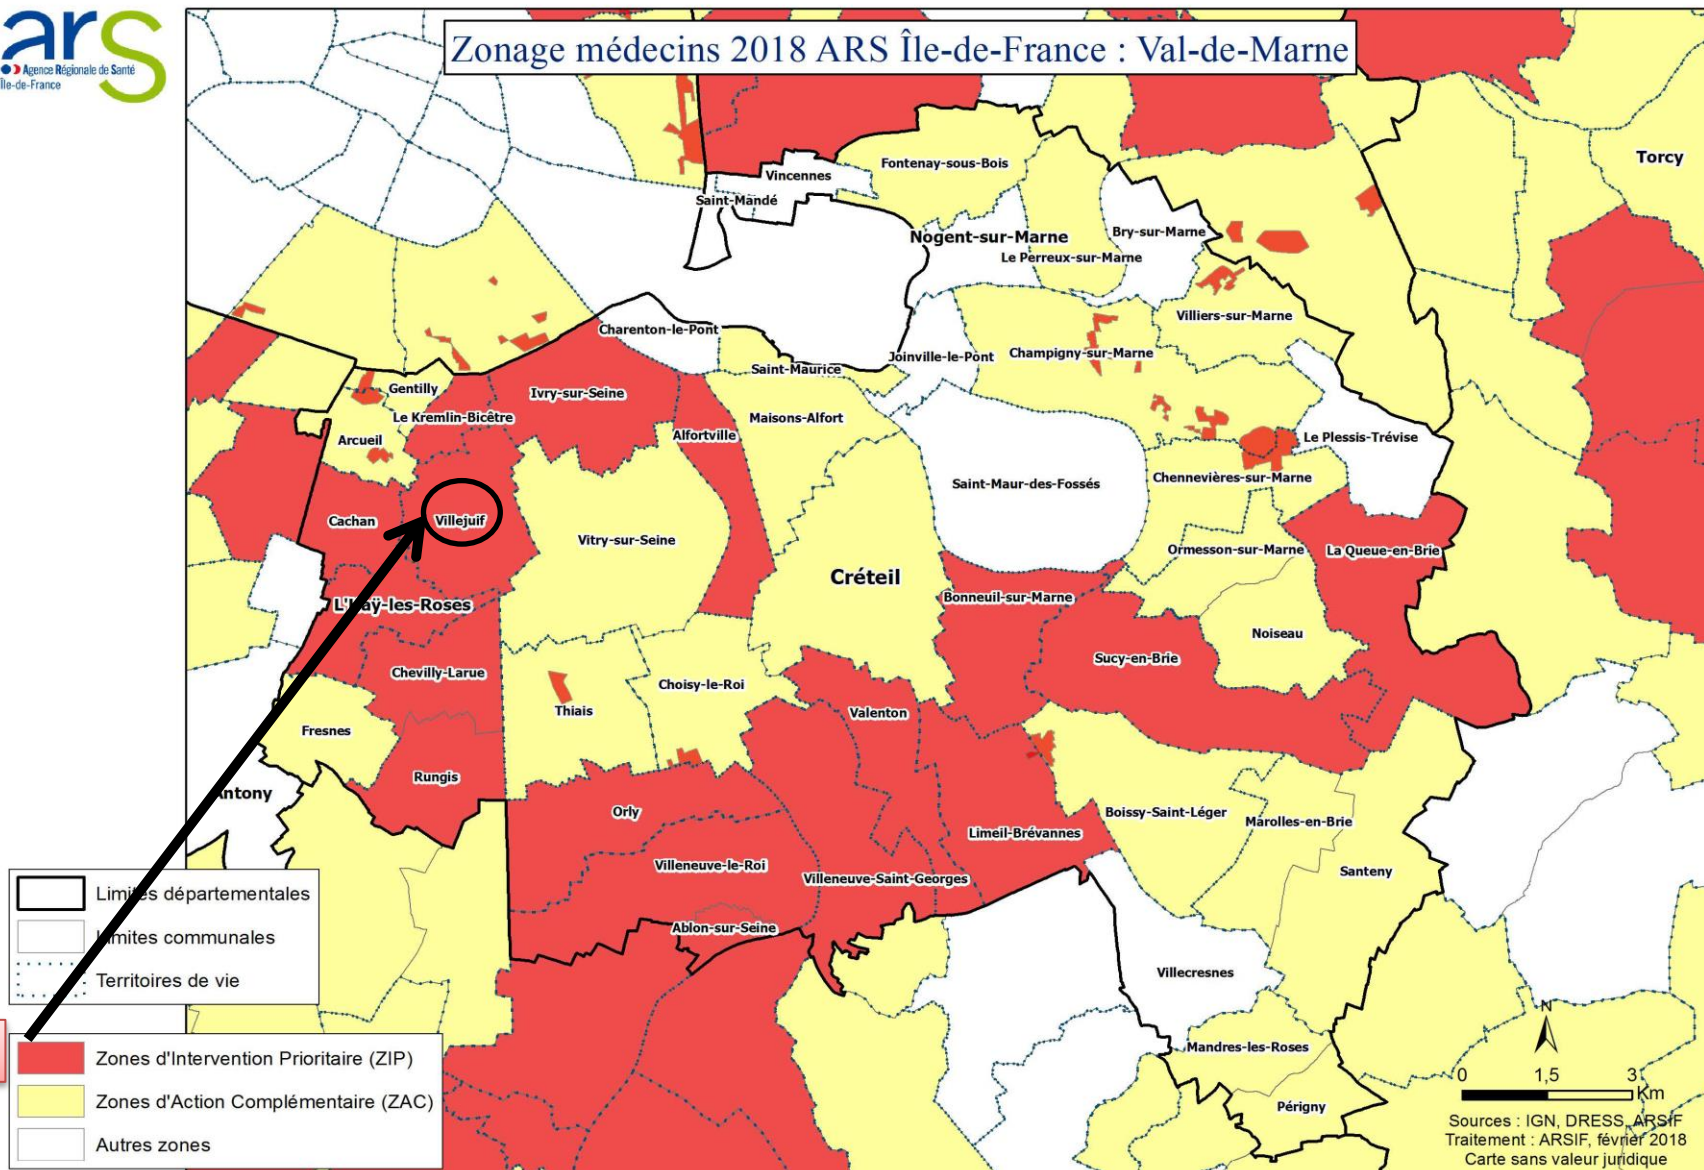 ars
Agence Régionale de Santé
Île-de-France
Zonage médecins 2018 ARS Île-de-France : Val-de-Marne
Torcy
Fontenay-sous-Bois
Vincennes
Saint-Mandé
Nogent-sur-Marne
Bry-sur-Marne
Le Perreux-sur-Marne
Villiers-sur-Marne
Charenton-le-Pont
Joinville-le-Pont
Champigny-sur-Marne
Saint-Maurice
Gentilly
Ivry-sur-Seine
Le Kremlin-Bicêtre
Maisons-Alfort
Alfortville
Arcueil
Le Plessis-Trévise
Saint-Maur-des-Fossés
Chennevières-sur-Marne
Cachan
Villejuif
Vitry-sur-Seine
Ormesson-sur-Marne
La Queue-en-Brie
Créteil
Bonneuil-sur-Marne
L'Haÿ-les-Roses
Noiseau
Sucy-en-Brie
Chevilly-Larue
Choisy-le-Roi
Thiais
Valenton
Fresnes
Rungis
Antony
Orly
Boissy-Saint-Léger
Marolles-en-Brie
Limeil-Brévannes
Villeneuve-le-Roi
Villeneuve-Saint-Georges
Santeny
Ablon-sur-Seine
Villecresnes
Mandres-les-Roses
Périgny
Limites départementales
Limites communales
Territoires de vie
Zones d'Intervention Prioritaire (ZIP)
Zones d'Action Complémentaire (ZAC)
Autres zones
N
0 1,5 3
Km
Sources : IGN, DRESS, ARSIF
Traitement : ARSIF, février 2018
Carte sans valeur juridique